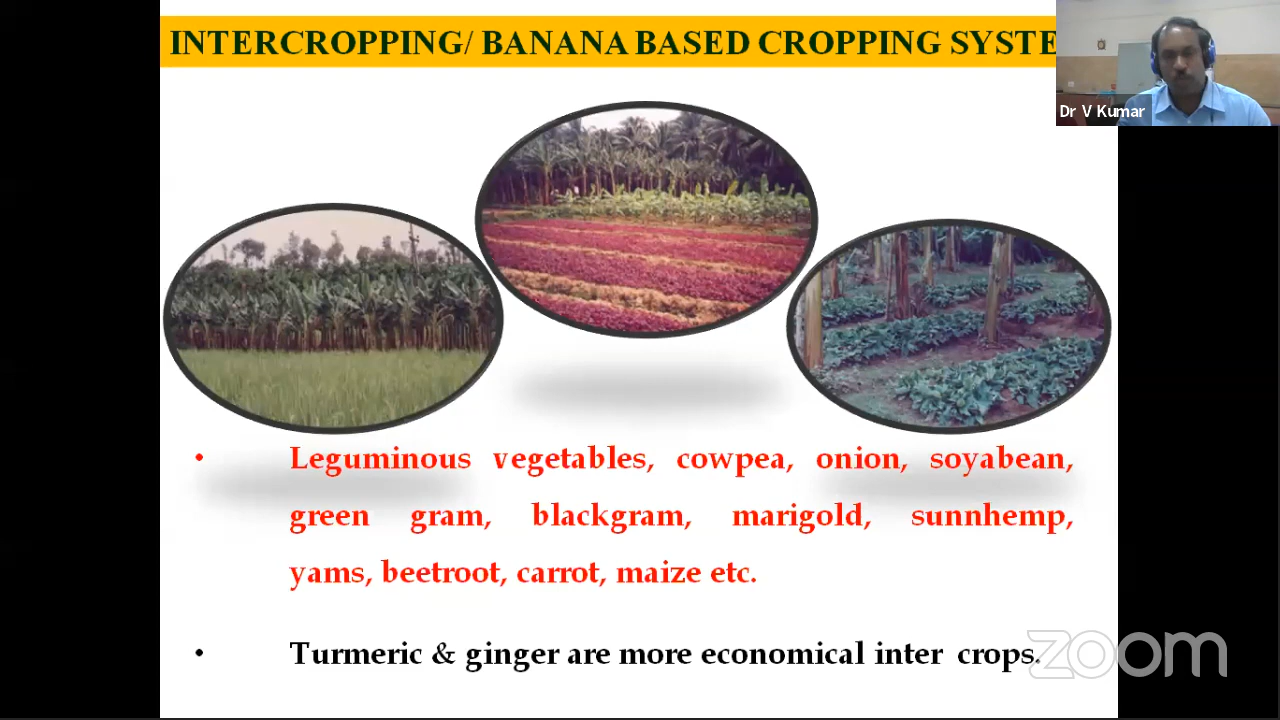 INTERCROPPING/ BANANA BASED CROPPING SYSTE
Dr V Kumar
• Leguminous vegetables, cowpea, onion, soyabean,
green gram, blackgram, marigold, sunnhemp,
yams, beetroot, carrot, maize etc.
• Turmeric & ginger are more economical inter crops.
zoom